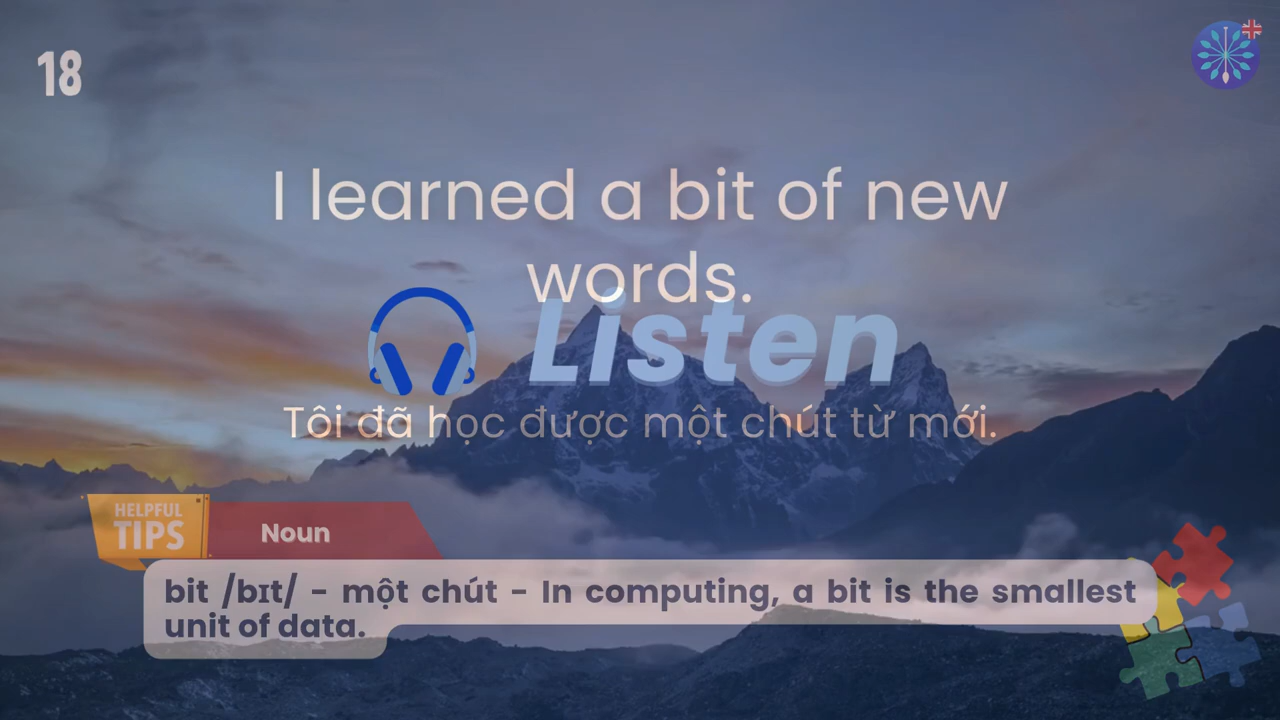 18
I learned a bit of new
words.
Listen
Tôi đã học được một chút từ mới.
HELPFUL
TIPS
Noun
bit /bɪt/ - một chút - In computing, a bit is the smallest
unit of data.